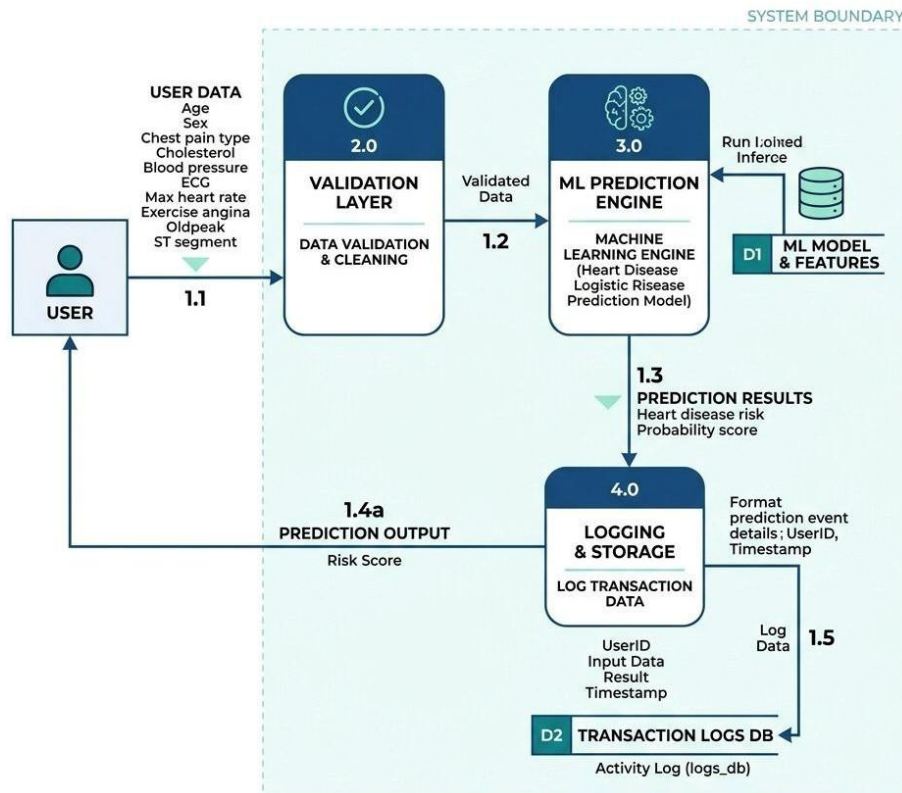 SYSTEM BOUNDARY
USER DATA
Age
Sex
Chest pain type
Cholesterol
Blood pressure
ECG
Max heart rate
Exercise angina
Oldpeak
ST segment
1.1
USER
2.0
VALIDATION
LAYER
DATA VALIDATION
& CLEANING
Validated
Data
1.2
3.0
ML PREDICTION
ENGINE
MACHINE
LEARNING ENGINE
(Heart Disease
Logistic Risease
Prediction Model)
Run
Inferce
D1
ML MODEL
& FEATURES
1.3
PREDICTION RESULTS
Heart disease risk
Probability score
4.0
LOGGING
& STORAGE
LOG TRANSACTION
DATA
1.4a
PREDICTION OUTPUT
Risk Score
Format
prediction event
details; UserID,
Timestamp
Log
Data
1.5
UserID
Input Data
Result
Timestamp
D2
TRANSACTION LOGS DB
Activity Log (logs_db)